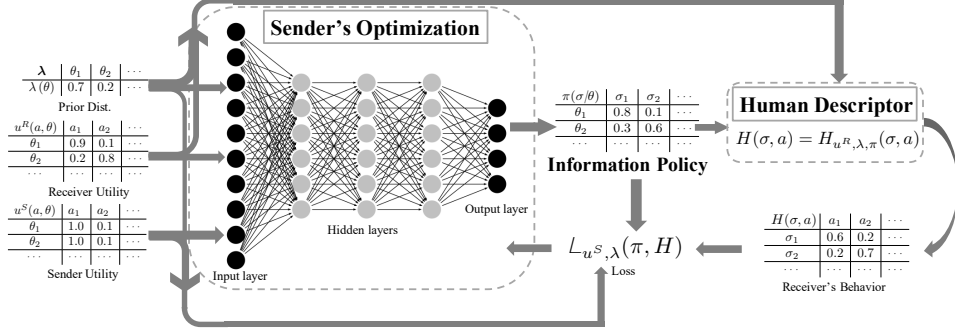 Sender's Optimization
λ θ₁ θ₂ ···
λ(θ) 0.7 0.2 ···
Prior Dist.
u^R(a, θ) a₁ a₂ ···
θ₁ 0.9 0.1 ···
θ₂ 0.2 0.8 ···
··· ··· ··· ···
Receiver Utility
u^S(a, θ) a₁ a₂ ···
θ₁ 1.0 0.1 ···
θ₂ 1.0 0.1 ···
··· ··· ··· ···
Sender Utility
Input layer
Hidden layers
Output layer
π(σ/θ) σ₁ σ₂ ···
θ₁ 0.8 0.1 ···
θ₂ 0.3 0.6 ···
··· ··· ··· ···
Information Policy
Human Descriptor
H(σ, a) = H_{u^R,λ,π}(σ, a)
H(σ, a) a₁ a₂ ···
σ₁ 0.6 0.2 ···
σ₂ 0.2 0.7 ···
··· ··· ··· ···
Receiver's Behavior
𝕃_{u^S,λ}(π, H)
Loss